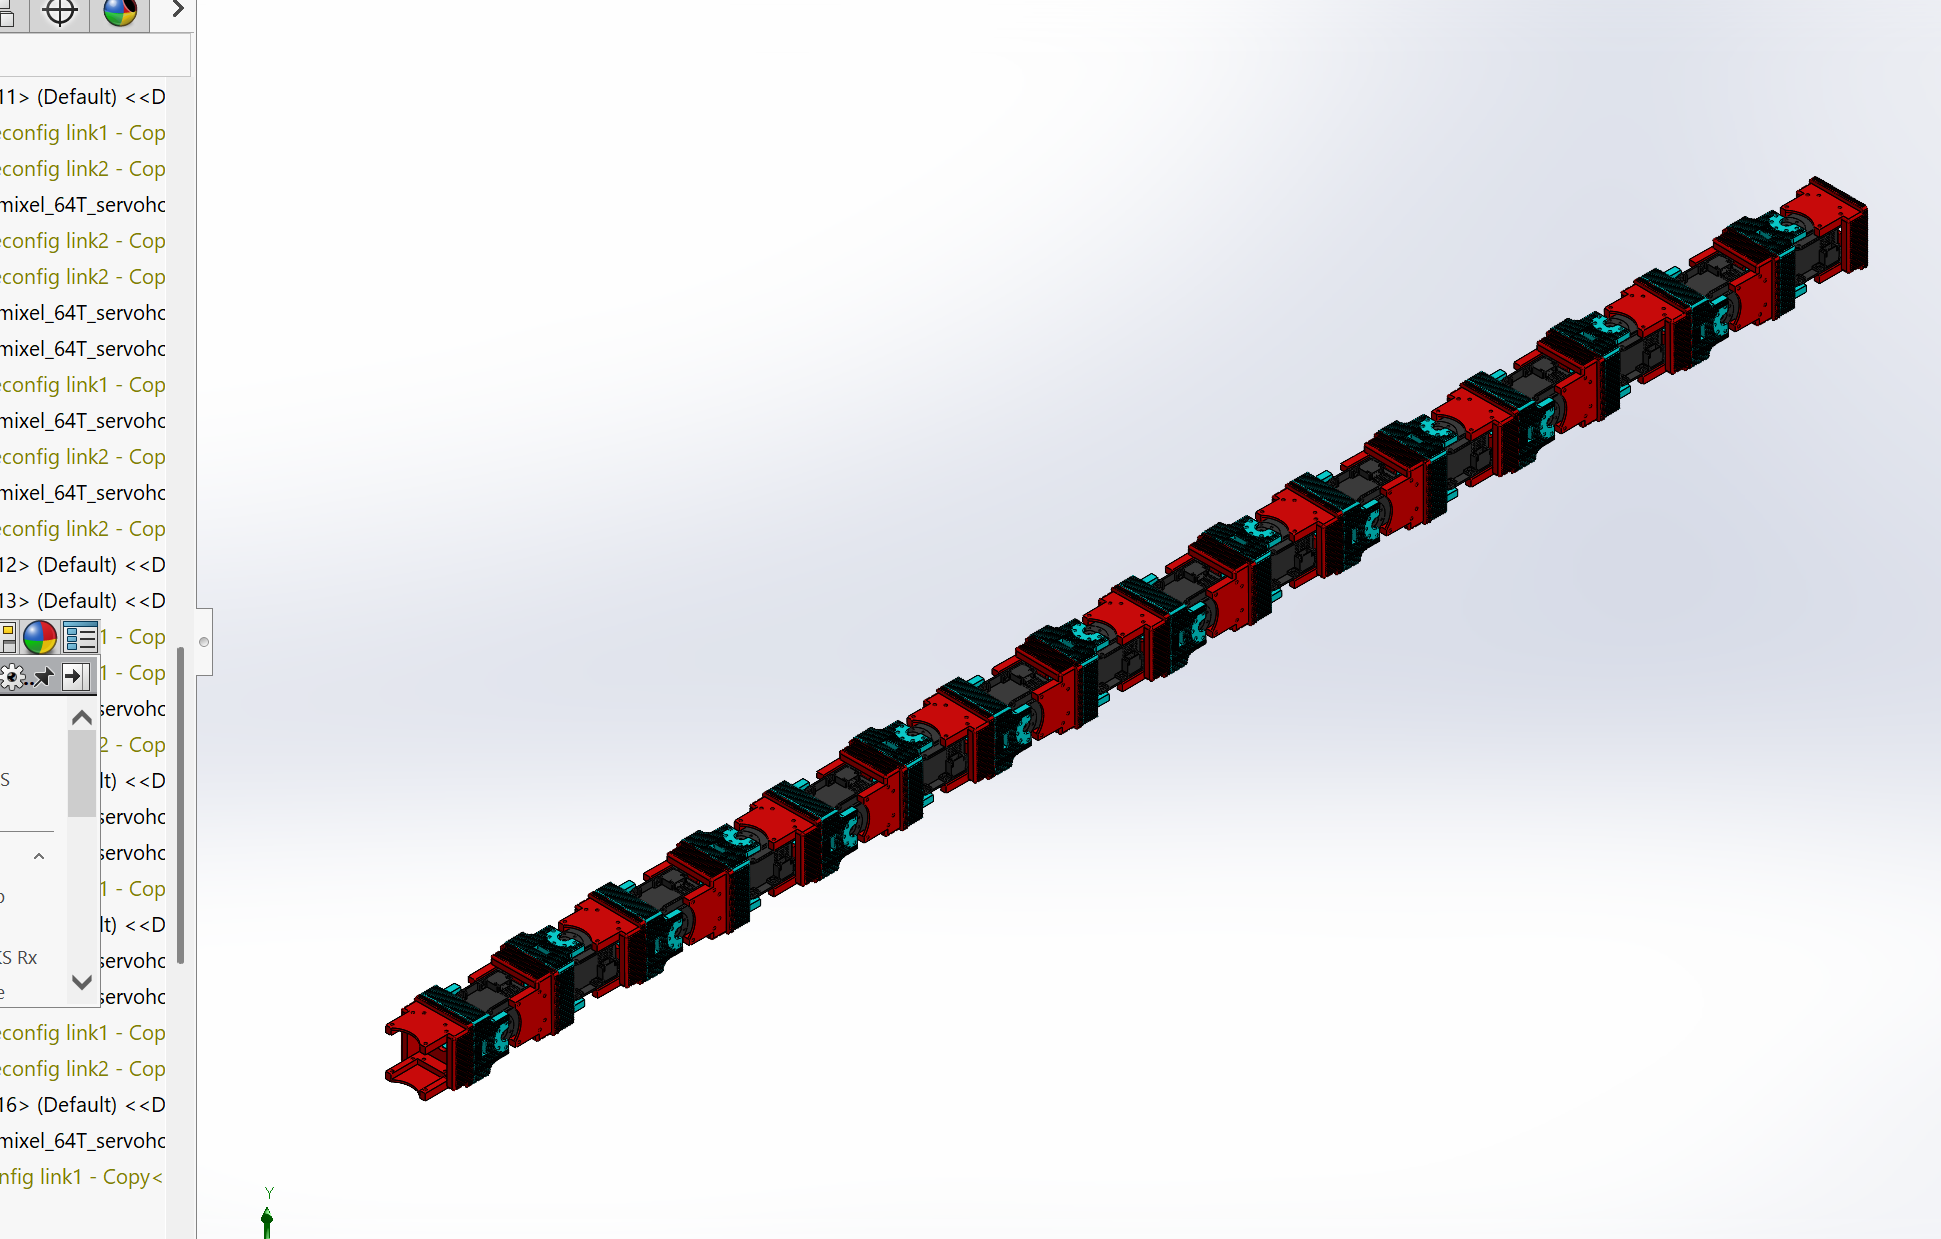 11> (Default) <<D
config link1 - Cop
config link2 - Cop
mixel_64T_servohc
config link2 - Cop
config link2 - Cop
mixel_64T_servohc
mixel_64T_servohc
config link1 - Cop
mixel_64T_servohc
config link2 - Cop
mixel_64T_servohc
config link2 - Cop
12> (Default) <<D
13> (Default) <<D
1 - Cop
1 - Cop
servohc
2 - Cop
lt) <<D
S
servohc
servohc
1 - Cop
lt) <<D
servohc
S Rx
servohc
e
config link1 - Cop
config link2 - Cop
16> (Default) <<D
mixel_64T_servohc
nfig link1 - Copy<
Y